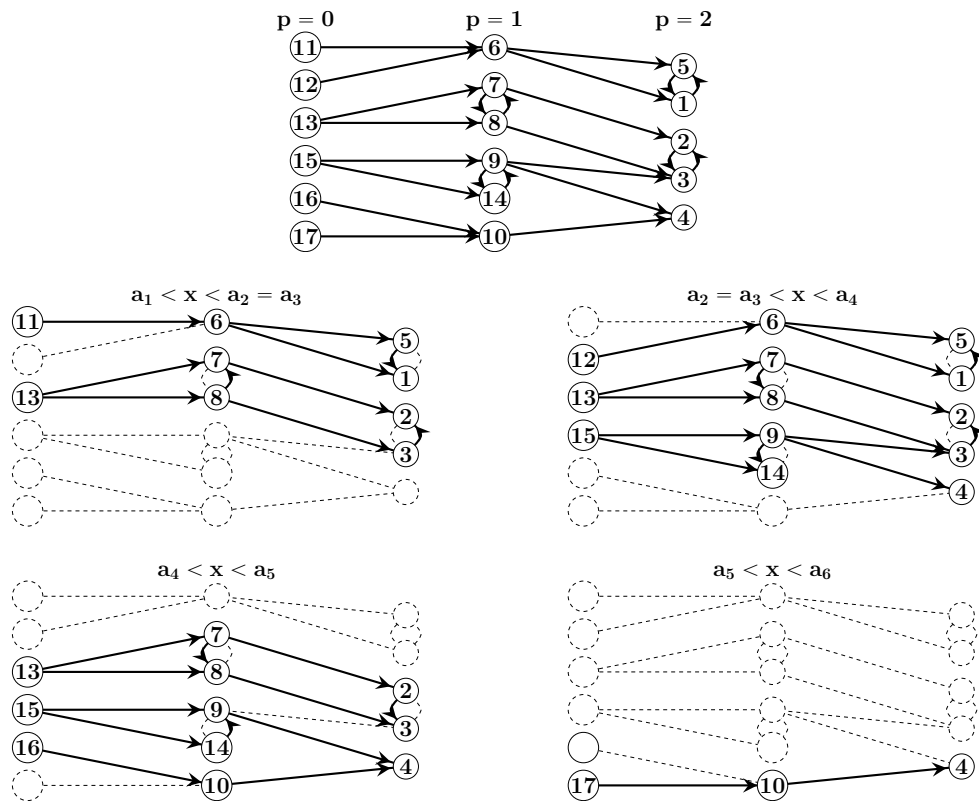 p = 0 p = 1 p = 2
11 6 5
12 7 1
13 8 2
15 9 3
16 14 4
17 10
a₁ < x < a₂ = a₃
11 6 5
7 1
13 8 2
3
a₂ = a₃ < x < a₄
6 5
12 7 1
13 8 2
15 9 3
14 4
a₄ < x < a₅
7
13 8 2
15 9 3
16 14 4
10
a₅ < x < a₆
4
17 10